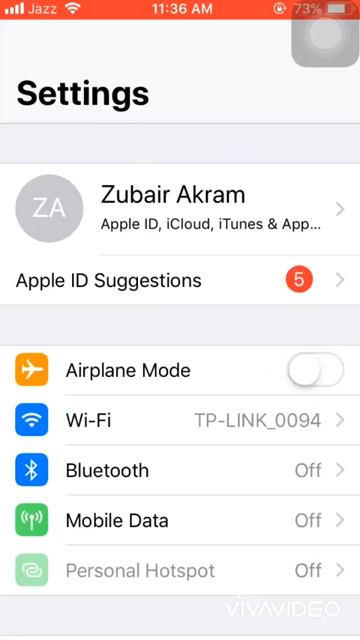 Jazz 11:36 AM 73%
Settings
ZA
Zubair Akram
Apple ID, iCloud, iTunes & App...
Apple ID Suggestions 5
Airplane Mode
Wi-Fi TP-LINK_0094
Bluetooth Off
Mobile Data Off
Personal Hotspot Off
VIVAVIDEO